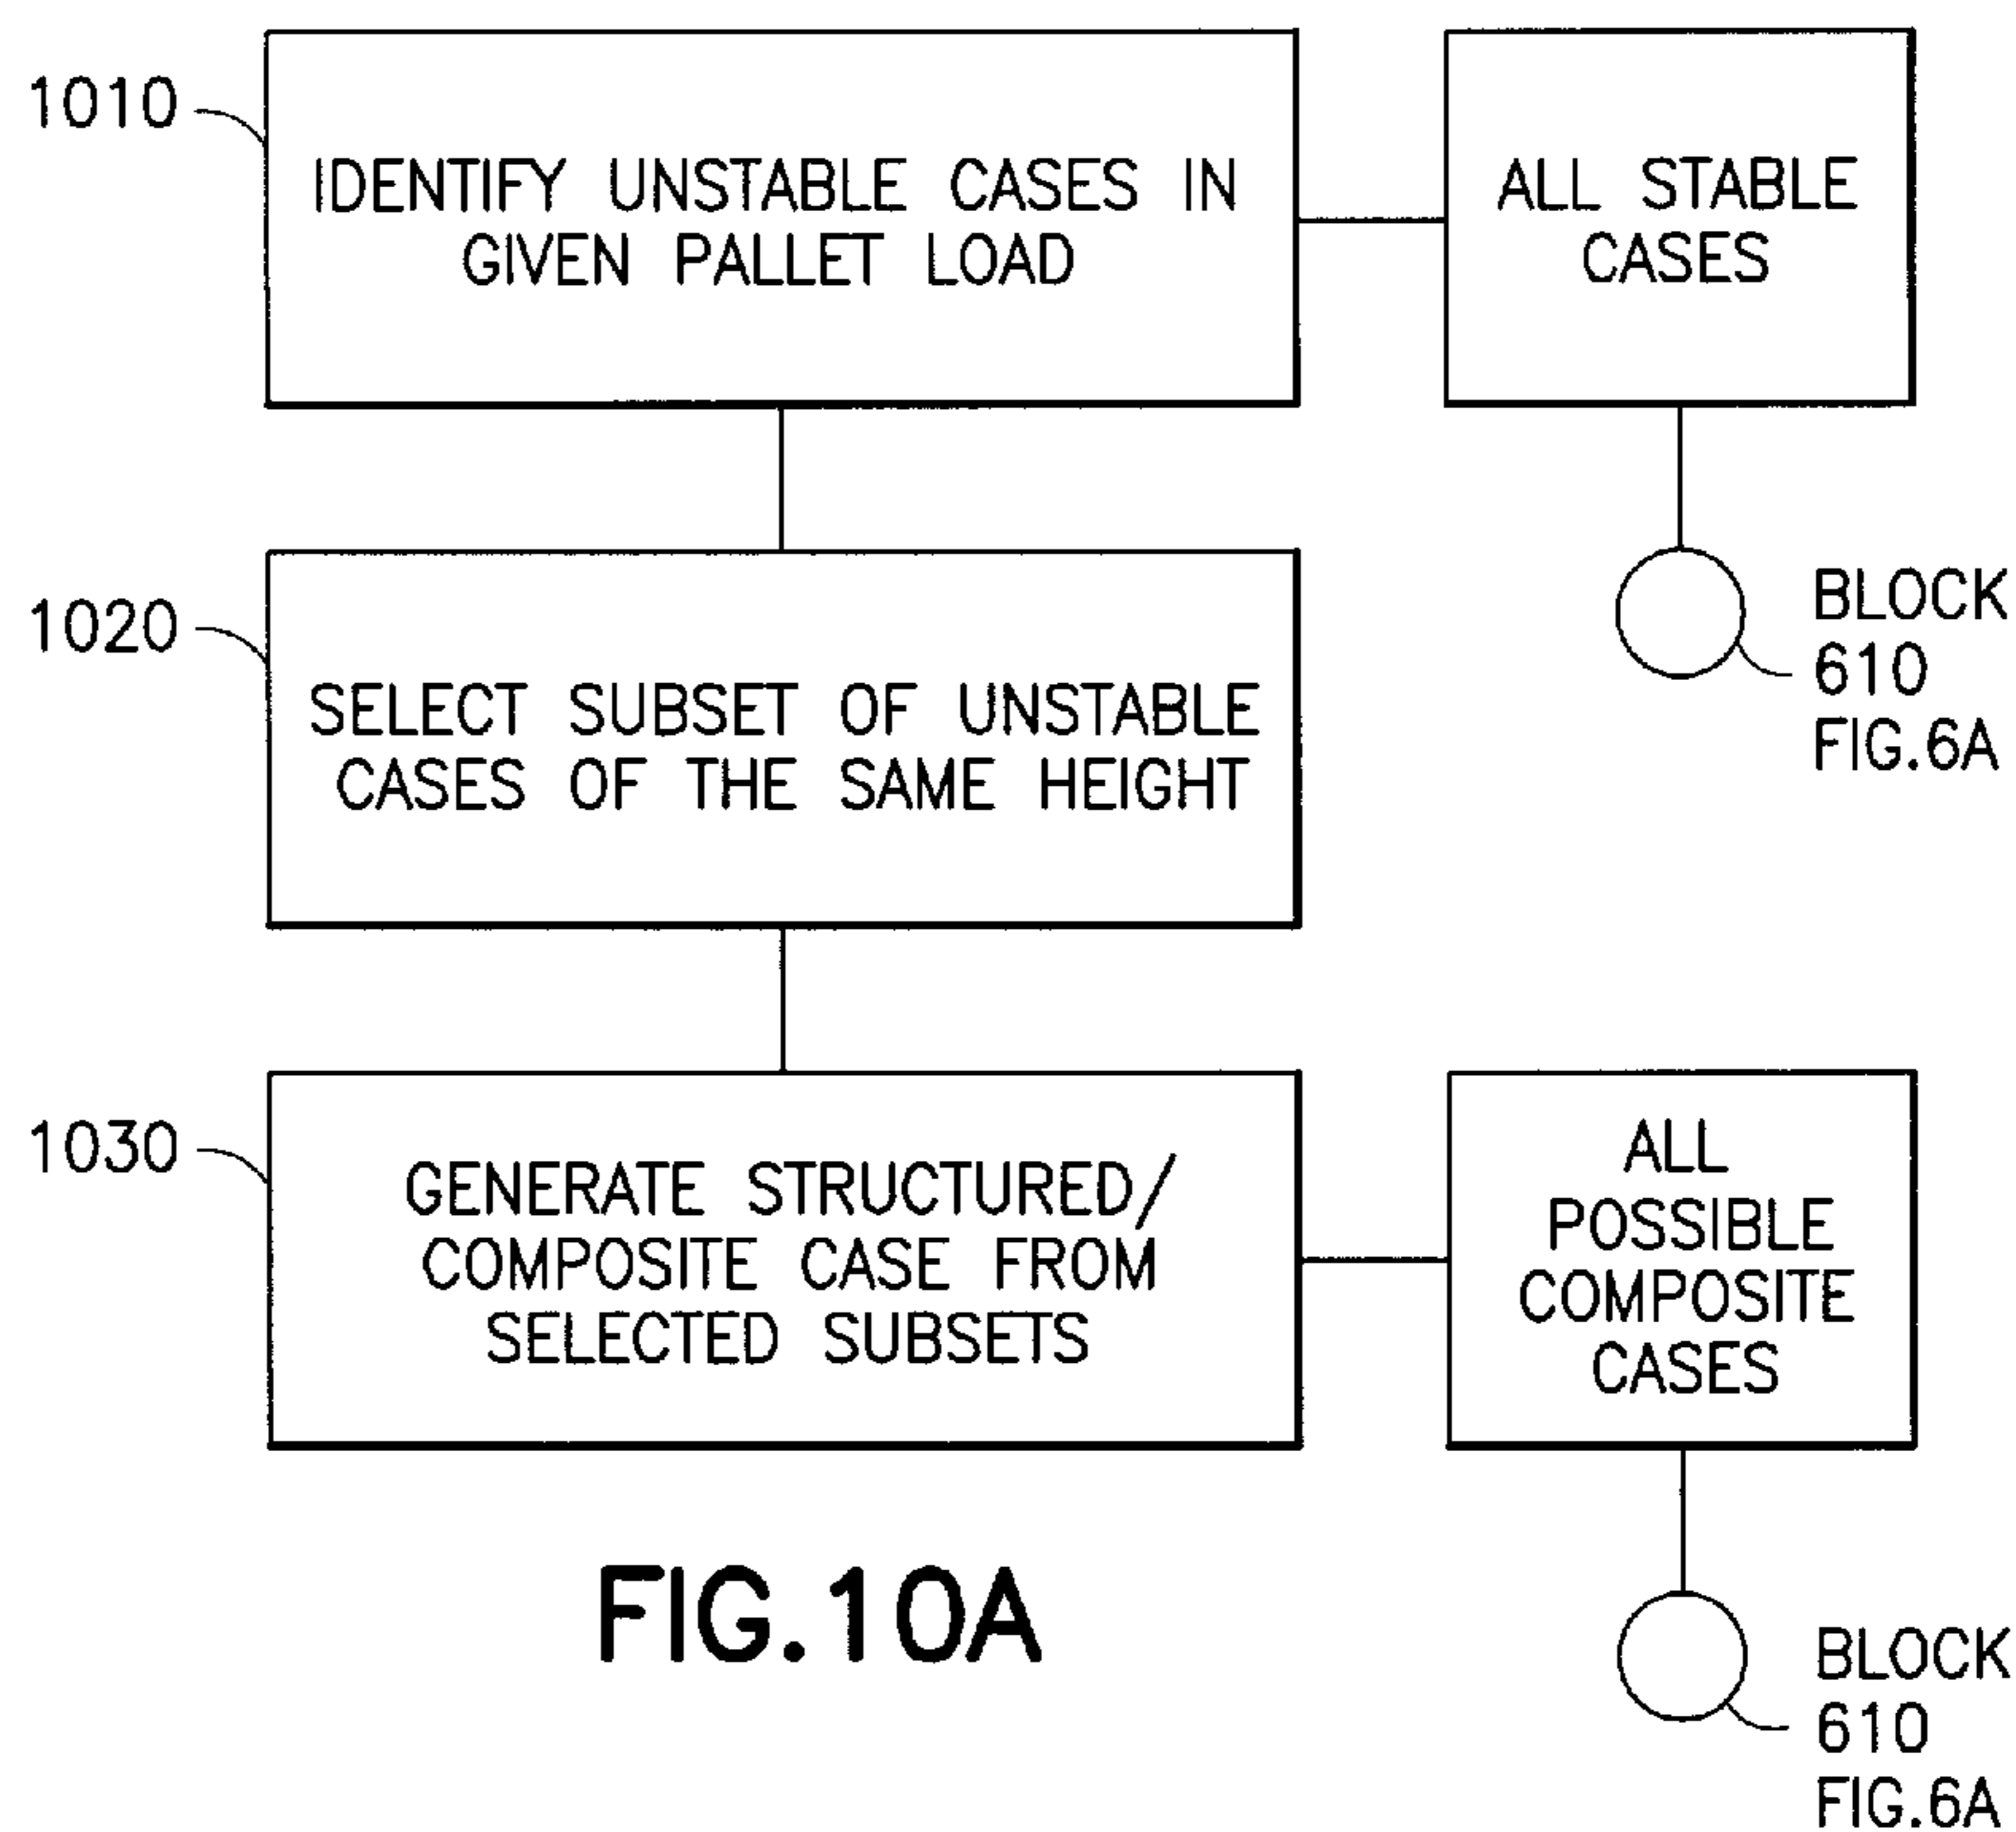 1010
IDENTIFY UNSTABLE CASES IN
GIVEN PALLET LOAD
ALL STABLE
CASES
BLOCK
610
FIG.6A
1020
SELECT SUBSET OF UNSTABLE
CASES OF THE SAME HEIGHT
1030
GENERATE STRUCTURED/
COMPOSITE CASE FROM
SELECTED SUBSETS
ALL
POSSIBLE
COMPOSITE
CASES
BLOCK
610
FIG.6A
FIG.10A